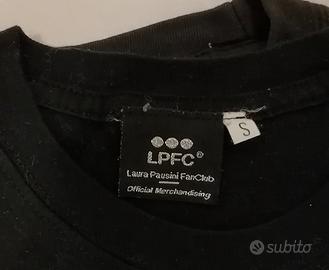 LPFC®
Laura Pausini FanClub
Official Merchandising
S
subito